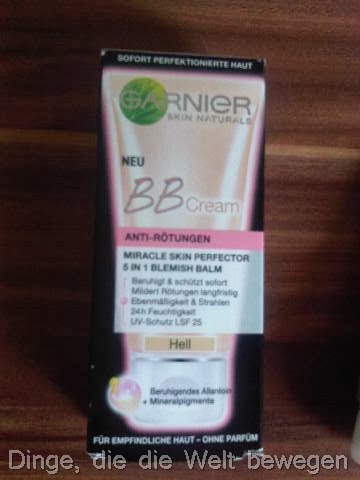 SOFORT PERFEKTIONIERTE HAUT
GARNIER
SKIN NATURALS
NEU
BB Cream
ANTI-RÖTUNGEN
MIRACLE SKIN PERFECTOR
5 IN 1 BLEMISH BALM
Beruhigt & schützt sofort
Mildert Rötungen langfristig
Ebenmäßigkeit & Strahlen
24h Feuchtigkeit
UV-Schutz LSF 25
Hell
Beruhigendes Allantoin
+ Mineralpigmente
FÜR EMPFINDLICHE HAUT – OHNE PARFÜM
Dinge, die die Welt bewegen